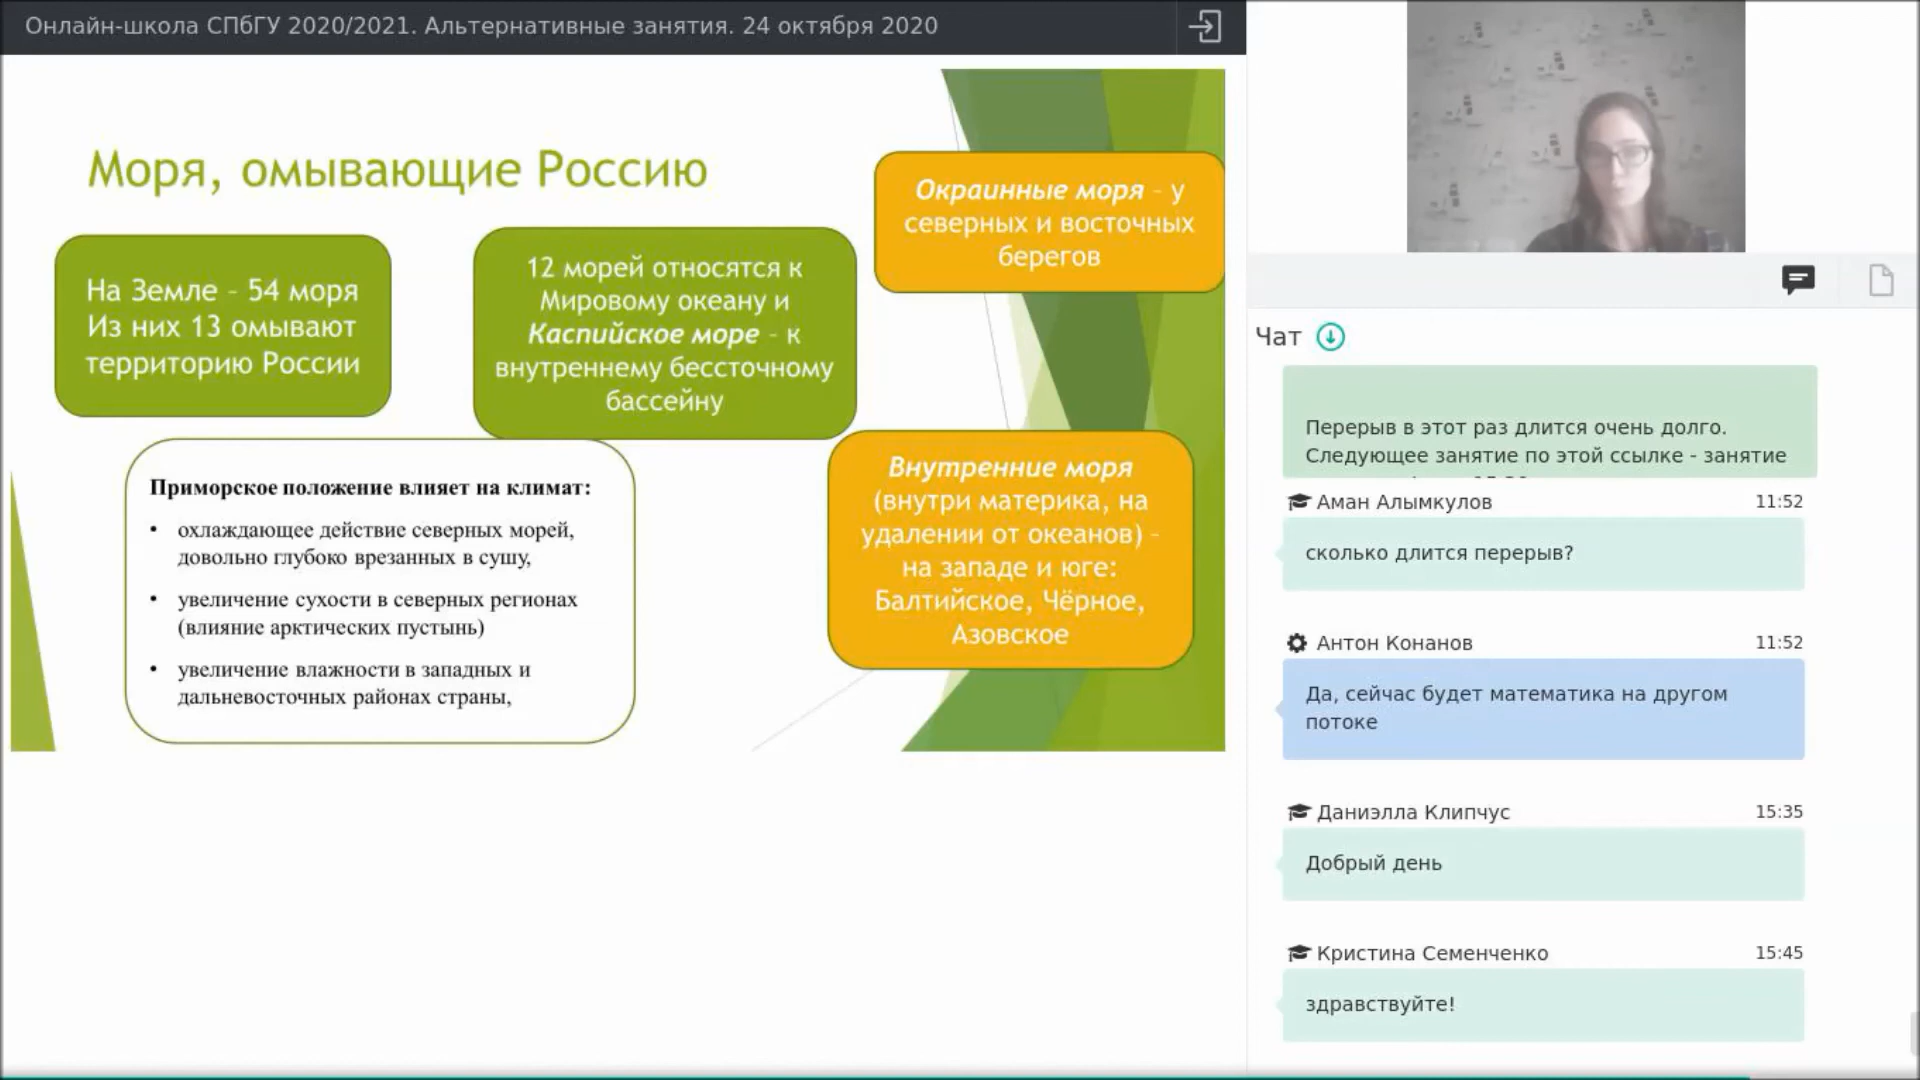 Онлайн-школа СПбГУ 2020/2021. Альтернативные занятия. 24 октября 2020
Моря, омывающие Россию
На Земле – 54 моря
Из них 13 омывают
территорию России
12 морей относятся к
Мировому океану и
Каспийское море – к
внутреннему бессточному
бассейну
Окраинные моря – у
северных и восточных
берегов
Приморское положение влияет на климат:
• охлаждающее действие северных морей,
довольно глубоко врезанных в сушу,
• увеличение сухости в северных регионах
(влияние арктических пустынь)
• увеличение влажности в западных и
дальневосточных районах страны,
Внутренние моря
(внутри материка, на
удалении от океанов) –
на западе и юге:
Балтийское, Чёрное,
Азовское
Чат
Перерыв в этот раз длится очень долго.
Следующее занятие по этой ссылке - занятие
Аман Алымкулов 11:52
сколько длится перерыв?
Антон Конанов 11:52
Да, сейчас будет математика на другом
потоке
Даниэлла Клипчус 15:35
Добрый день
Кристина Семенченко 15:45
здравствуйте!